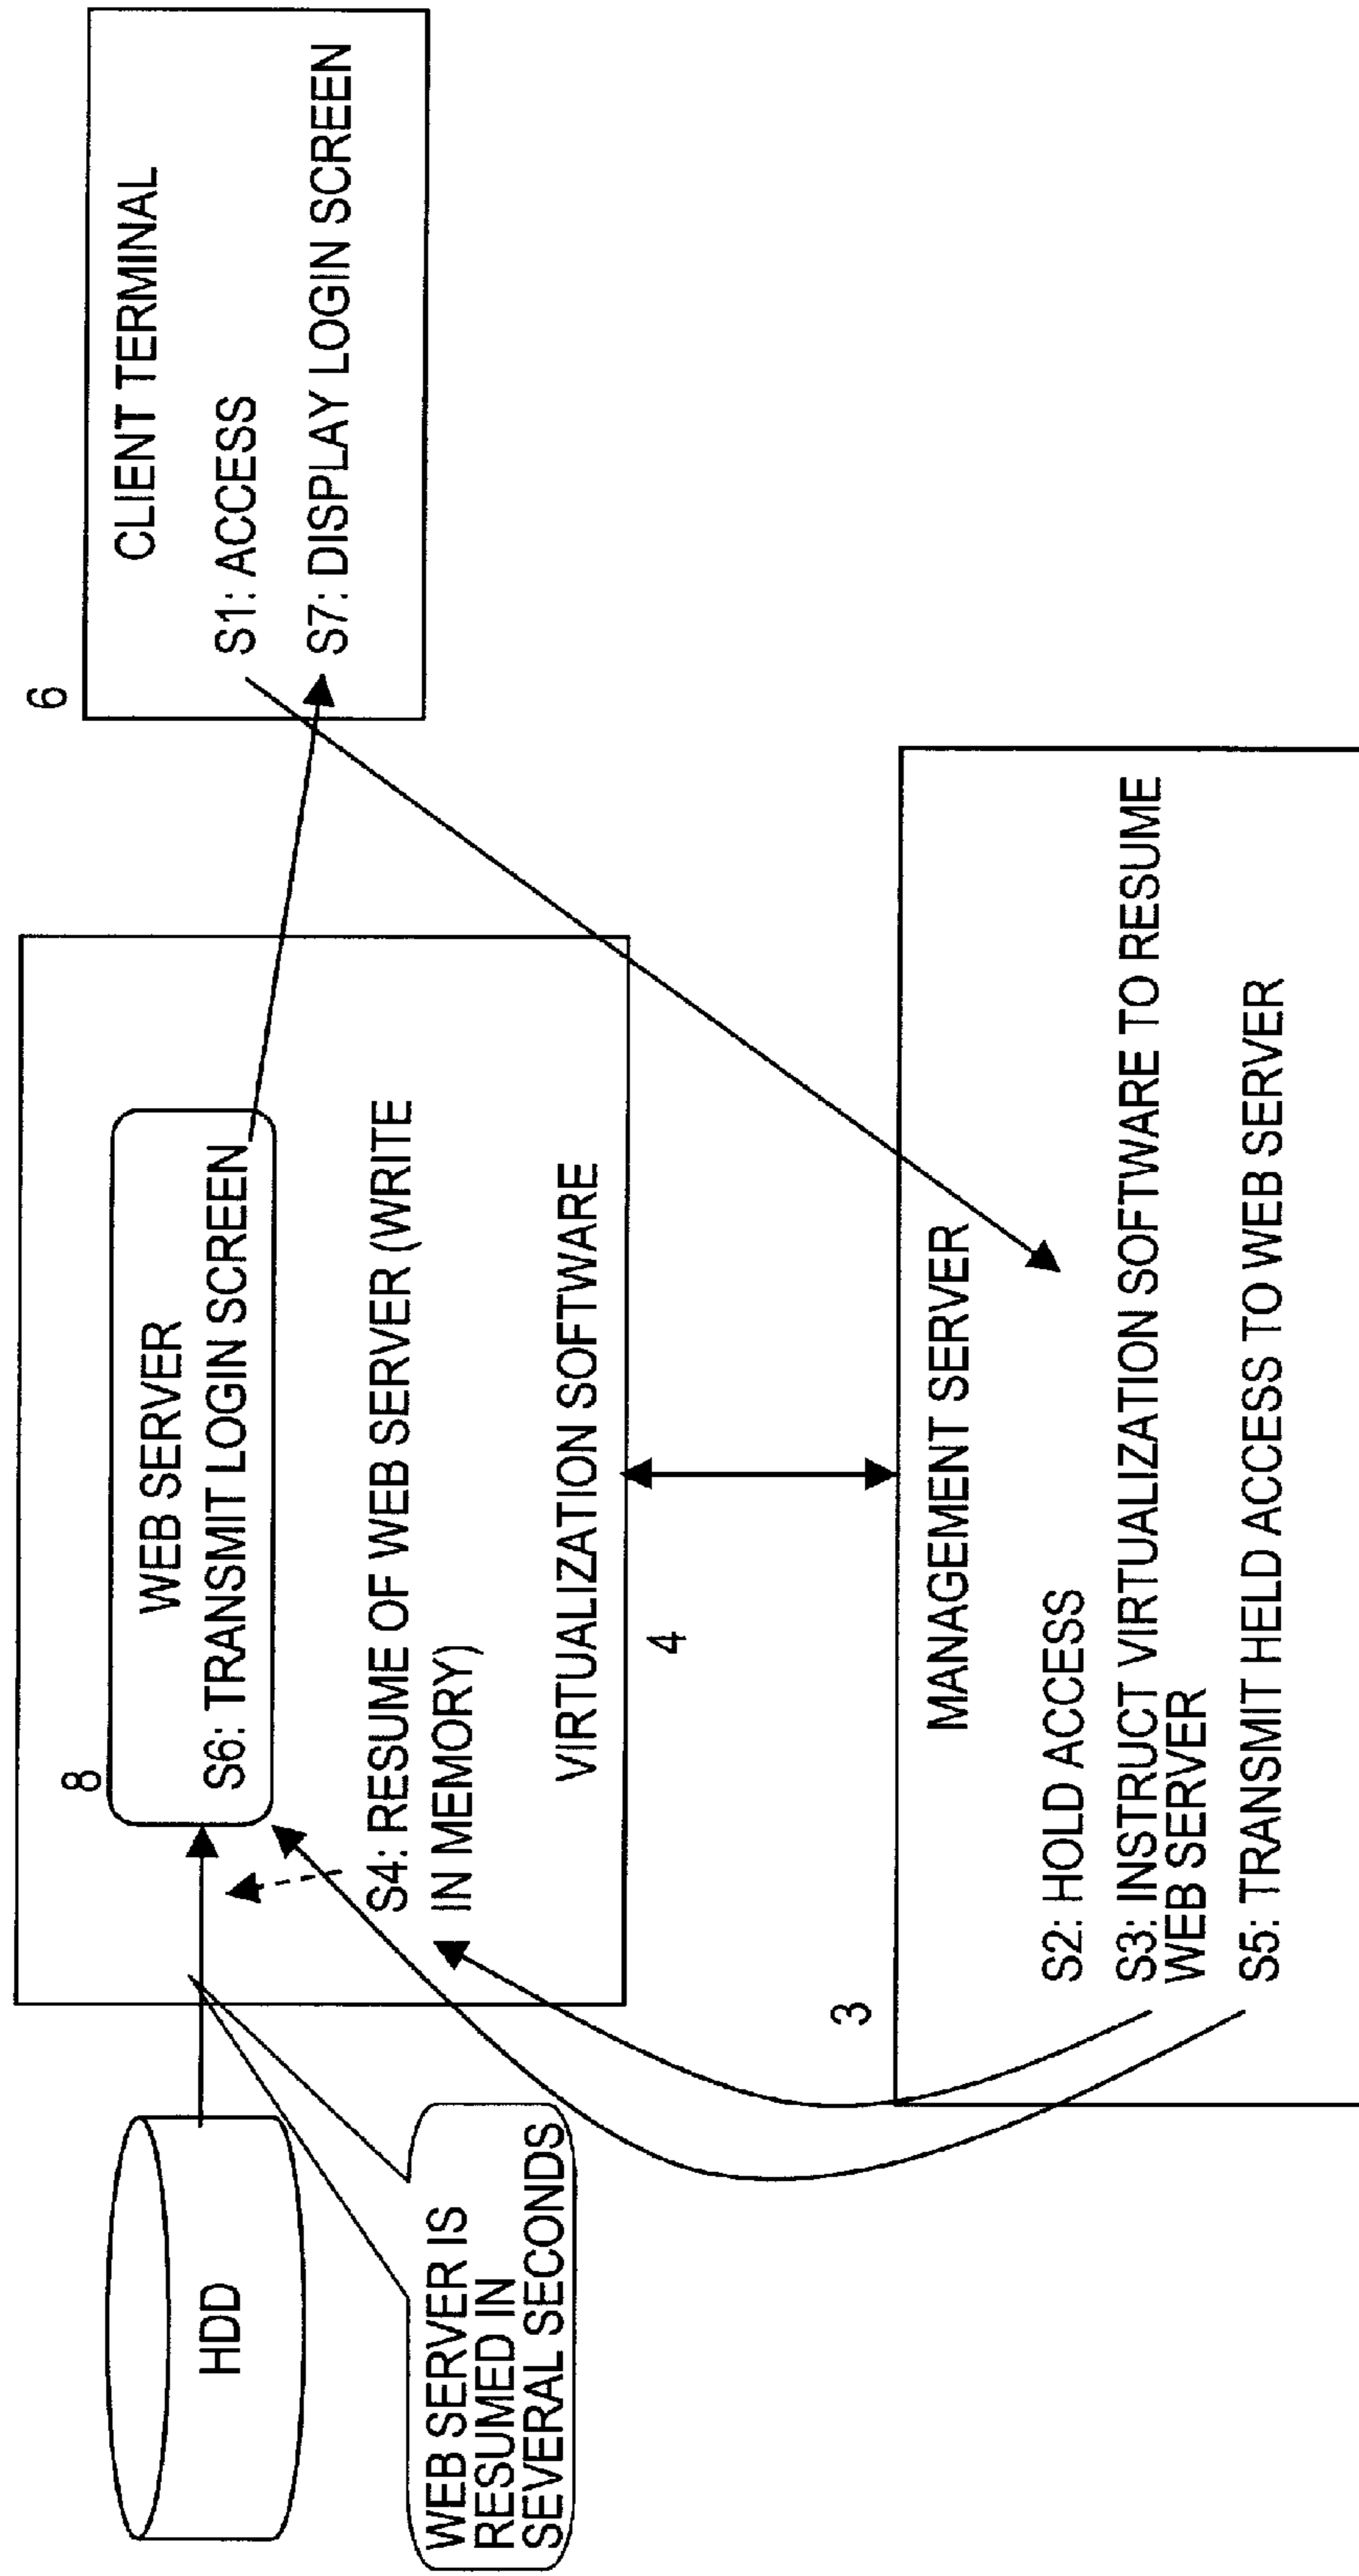 HDD
WEB SERVER IS
RESUMED IN
SEVERAL SECONDS
8
WEB SERVER
S6: TRANSMIT LOGIN SCREEN
S4: RESUME OF WEB SERVER (WRITE
IN MEMORY)
VIRTUALIZATION SOFTWARE
4
6
CLIENT TERMINAL
S1: ACCESS
S7: DISPLAY LOGIN SCREEN
3
MANAGEMENT SERVER
S2: HOLD ACCESS
S3: INSTRUCT VIRTUALIZATION SOFTWARE TO RESUME
WEB SERVER
S5: TRANSMIT HELD ACCESS TO WEB SERVER